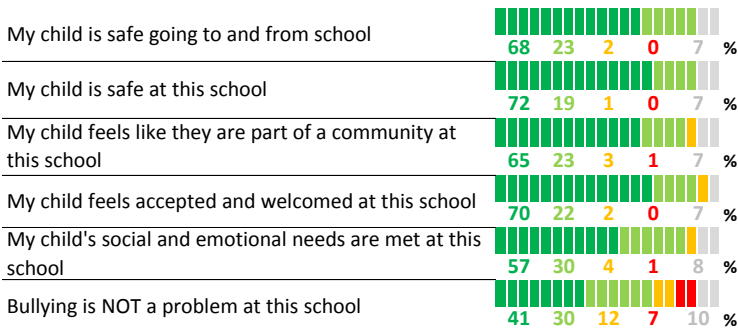 My child is safe going to and from school
68 23 2 0 7 %
My child is safe at this school
72 19 1 0 7 %
My child feels like they are part of a community at
this school
65 23 3 1 7 %
My child feels accepted and welcomed at this school
70 22 2 0 7 %
My child's social and emotional needs are met at this
school
57 30 4 1 8 %
Bullying is NOT a problem at this school
41 30 12 7 10 %